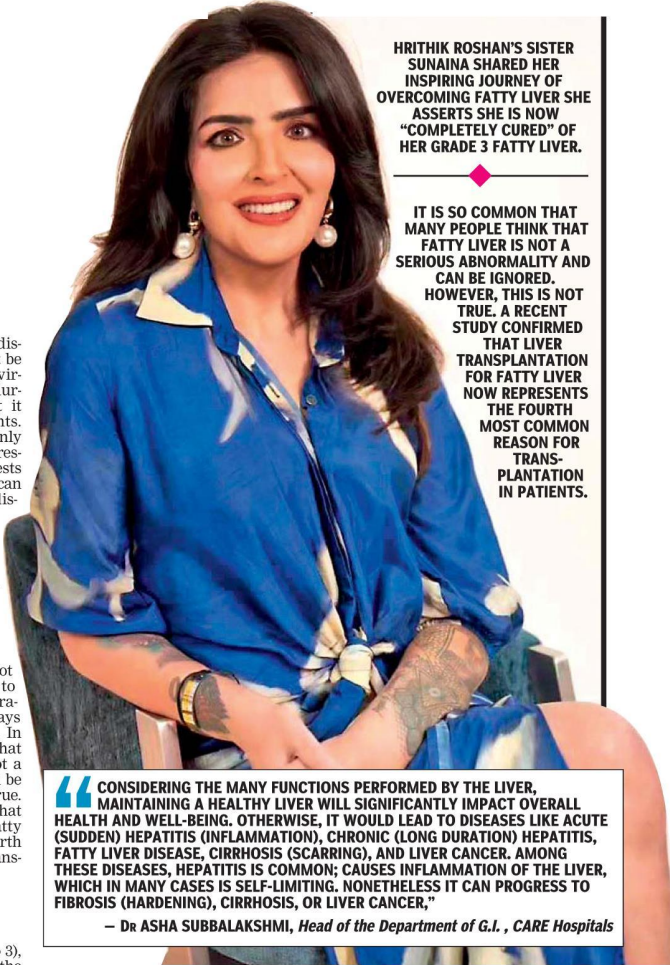 HRITHIK ROSHAN'S SISTER
SUNAINA SHARED HER
INSPIRING JOURNEY OF
OVERCOMING FATTY LIVER SHE
ASSERTS SHE IS NOW
“COMPLETELY CURED” OF
HER GRADE 3 FATTY LIVER.
IT IS SO COMMON THAT
MANY PEOPLE THINK THAT
FATTY LIVER IS NOT A
SERIOUS ABNORMALITY AND
CAN BE IGNORED.
HOWEVER, THIS IS NOT
TRUE. A RECENT
STUDY CONFIRMED
THAT LIVER
TRANSPLANTATION
FOR FATTY LIVER
NOW REPRESENTS
THE FOURTH
MOST COMMON
REASON FOR
TRANS-
PLANTATION
IN PATIENTS.
“CONSIDERING THE MANY FUNCTIONS PERFORMED BY THE LIVER,
MAINTAINING A HEALTHY LIVER WILL SIGNIFICANTLY IMPACT OVERALL
HEALTH AND WELL-BEING. OTHERWISE, IT WOULD LEAD TO DISEASES LIKE ACUTE
(SUDDEN) HEPATITIS (INFLAMMATION), CHRONIC (LONG DURATION) HEPATITIS,
FATTY LIVER DISEASE, CIRRHOSIS (SCARRING), AND LIVER CANCER. AMONG
THESE DISEASES, HEPATITIS IS COMMON; CAUSES INFLAMMATION OF THE LIVER,
WHICH IN MANY CASES IS SELF-LIMITING. NONETHELESS IT CAN PROGRESS TO
FIBROSIS (HARDENING), CIRRHOSIS, OR LIVER CANCER,”
– DR ASHA SUBBALAKSHMI, Head of the Department of G.I. , CARE Hospitals